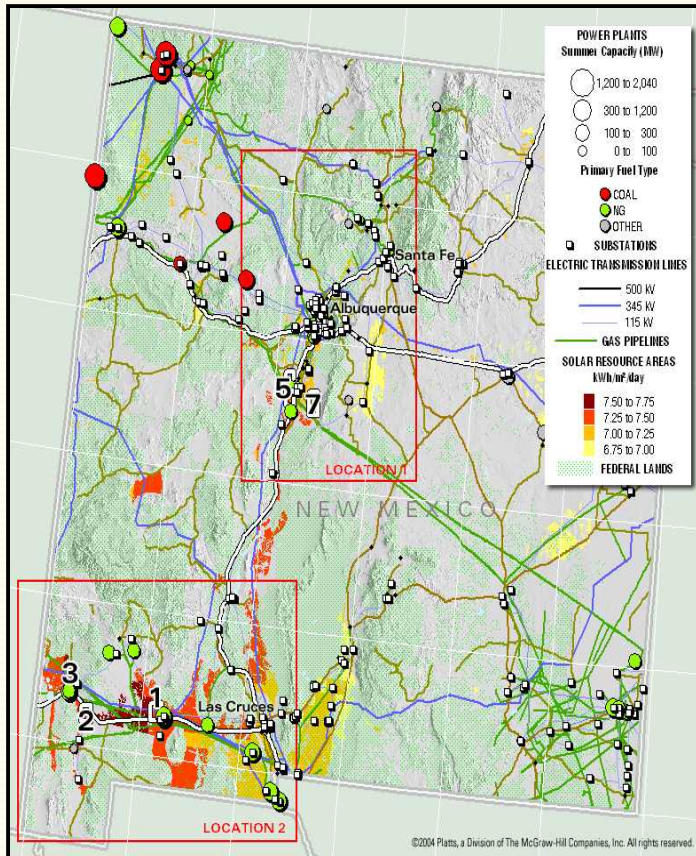 POWER PLANTS
Summer Capacity (MW)
1,200 to 2,040
300 to 1,200
100 to 300
0 to 100
Primary Fuel Type
COAL
NG
OTHER
SUBSTATIONS
ELECTRIC TRANSMISSION LINES
500 kV
345 kV
115 kV
GAS PIPELINES
SOLAR RESOURCE AREAS
kWh/m²/day
7.50 to 7.75
7.25 to 7.50
7.00 to 7.25
6.75 to 7.00
FEDERAL LANDS
Santa Fe
Albuquerque
5
7
LOCATION 1
NEW MEXICO
3
1
2
Las Cruces
LOCATION 2
©2004 Platts, a Division of The McGraw-Hill Companies, Inc. All rights reserved